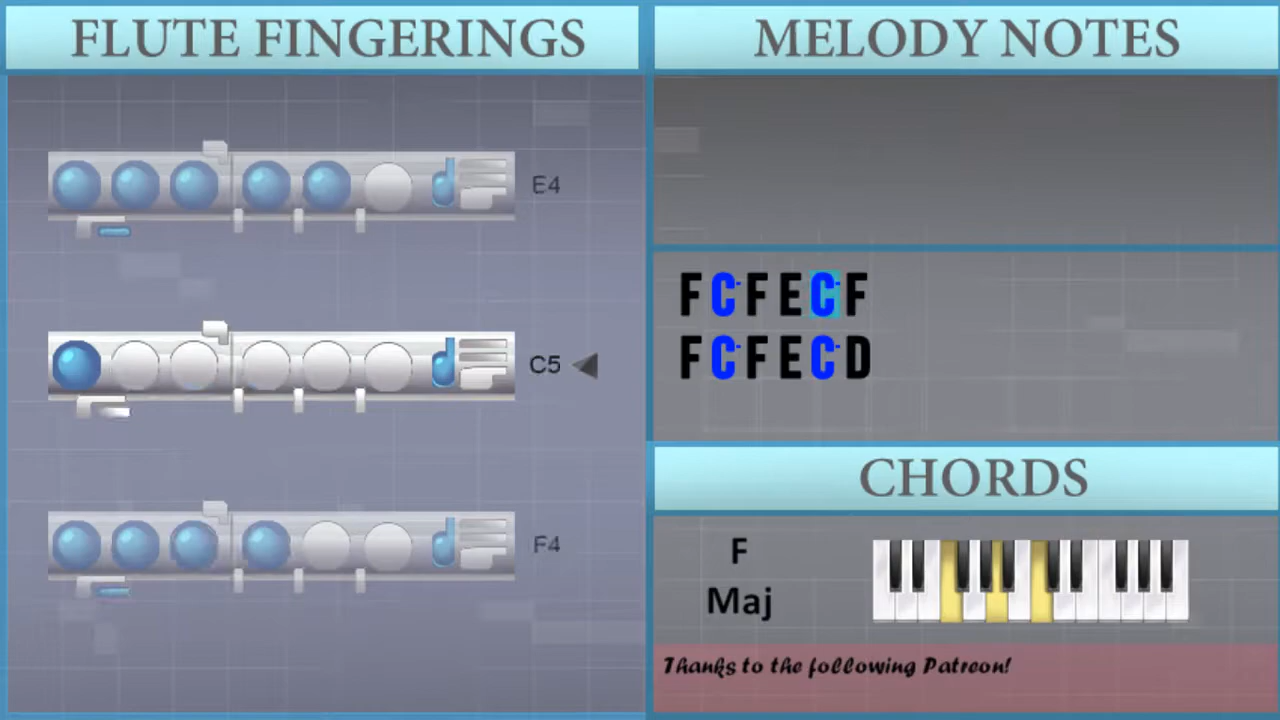 FLUTE FINGERINGS
E4
C5
F4
MELODY NOTES
F C· F E C· F
F C· F E C· D
CHORDS
F
Maj
Thanks to the following Patreon!